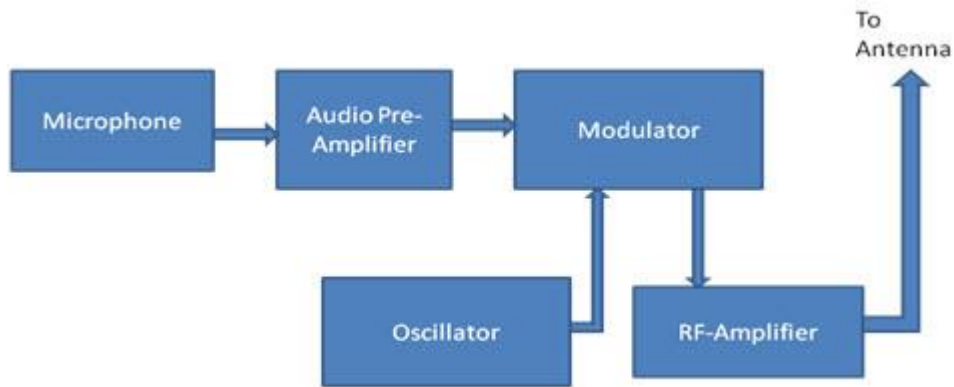 To
Antenna
Microphone
Audio Pre-
Amplifier
Modulator
Oscillator
RF-Amplifier